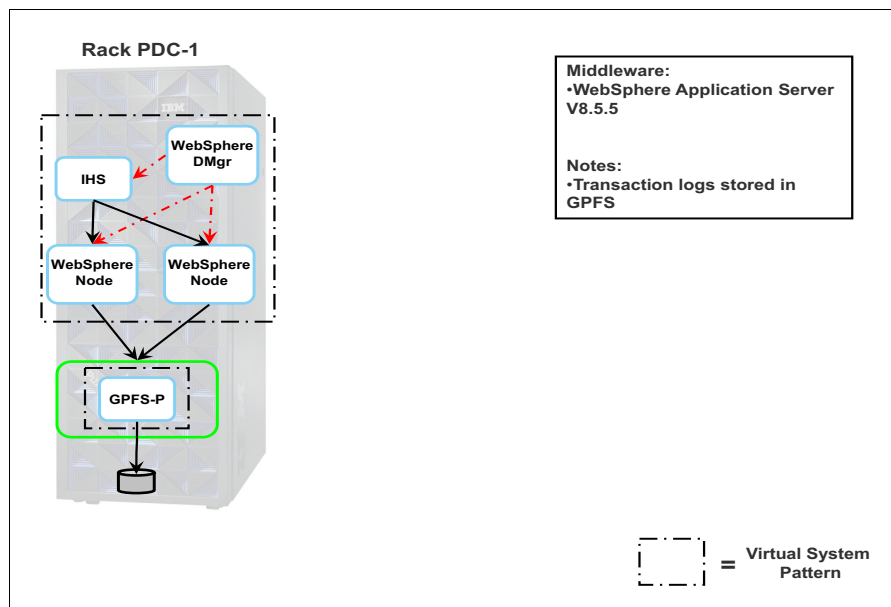 Rack PDC-1
IBM
WebSphere
DMgr
IHS
WebSphere
Node
WebSphere
Node
GPFS-P
Middleware:
•WebSphere Application Server
V8.5.5
Notes:
•Transaction logs stored in
GPFS
= Virtual System
Pattern